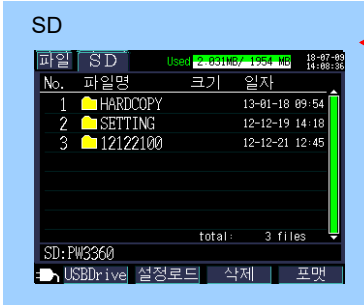 SD
파일 SD Used 2.031MB/ 1954 MB 18-07-09 14:08:36
No. 파일명 크기 일자
1 HARDCOPY 13-01-18 09:54
2 SETTING 12-12-19 14:18
3 12122100 12-12-21 12:45
total: 3 files
SD:PW3360
USBDrive 설정로드 삭제 포맷